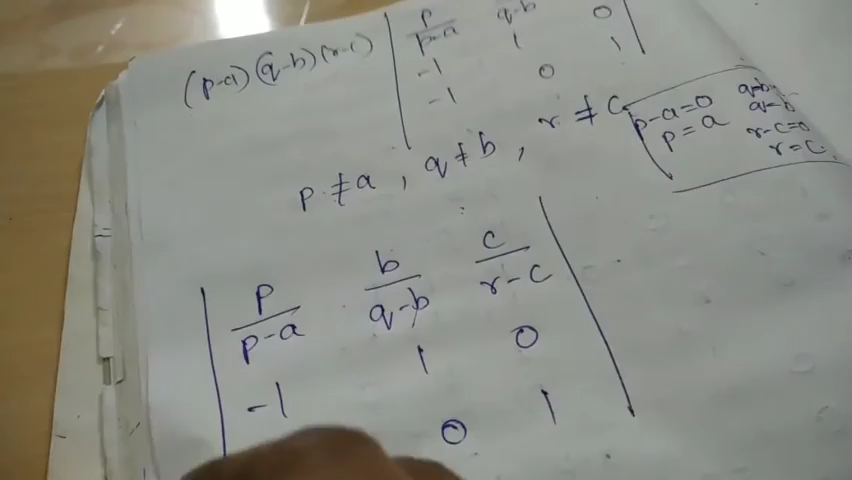 (p-a)(q-b)(r-c) | p/p-a q-b 0 |
-1 1 1
-1 0
p-a=0 q-b
p=a q=b
r-c=0
r=c
p≠a, q≠b, r≠c
| p/p-a b/q-b c/r-c |
-1 1 0
0 1